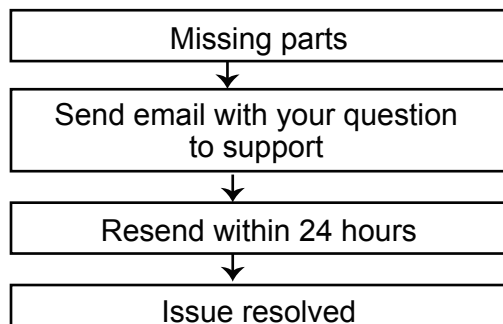 Missing parts
Send email with your question
to support
Resend within 24 hours
Issue resolved